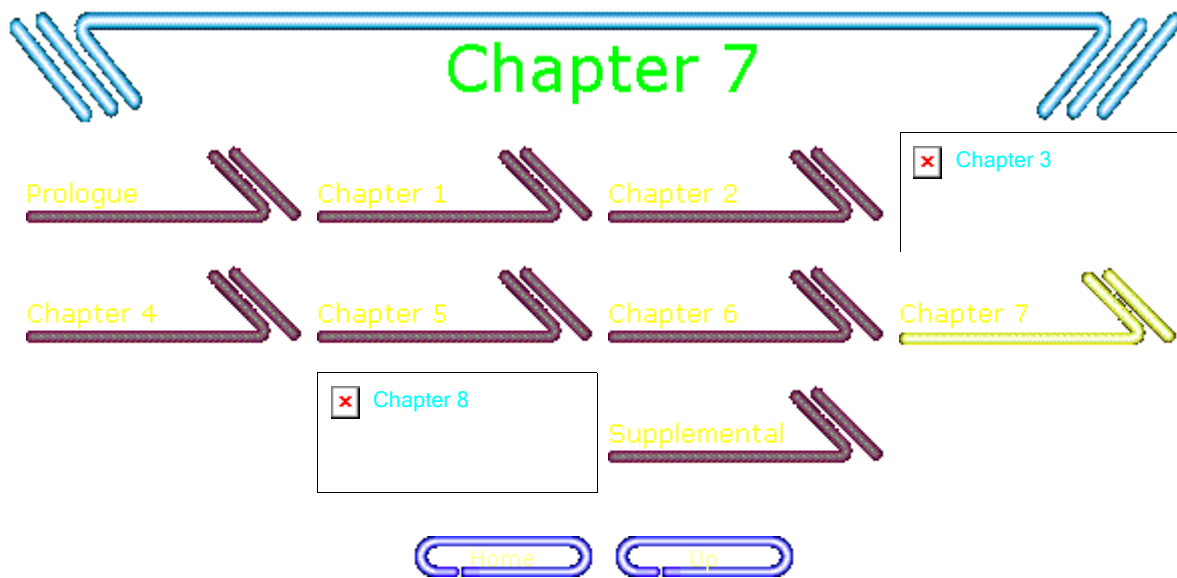 Chapter 7
Prologue Chapter 1 Chapter 2 Chapter 3
Chapter 4 Chapter 5 Chapter 6 Chapter 7
Chapter 8 Supplemental
Home Up